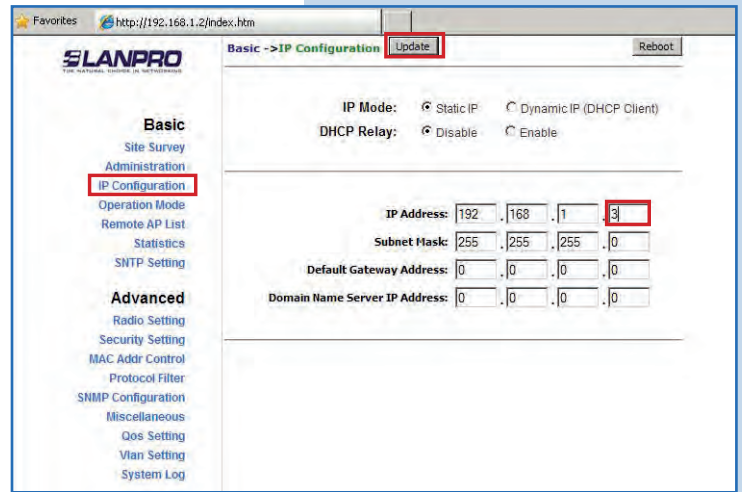 Favorites http://192.168.1.2/index.htm
SLANPRO
THE NATURAL CHOICE IN NETWORKING
Basic ->IP Configuration Update Reboot
IP Mode: Static IP Dynamic IP (DHCP Client)
DHCP Relay: Disable Enable
Basic
Site Survey
Administration
IP Configuration
Operation Mode
Remote AP List
Statistics
SNTP Setting
Advanced
Radio Setting
Security Setting
MAC Addr Control
Protocol Filter
SNMP Configuration
Miscellaneous
Qos Setting
Vlan Setting
System Log
IP Address: 192 . 168 . 1 . 3
Subnet Mask: 255 . 255 . 255 . 0
Default Gateway Address: 0 . 0 . 0 . 0
Domain Name Server IP Address: 0 . 0 . 0 . 0